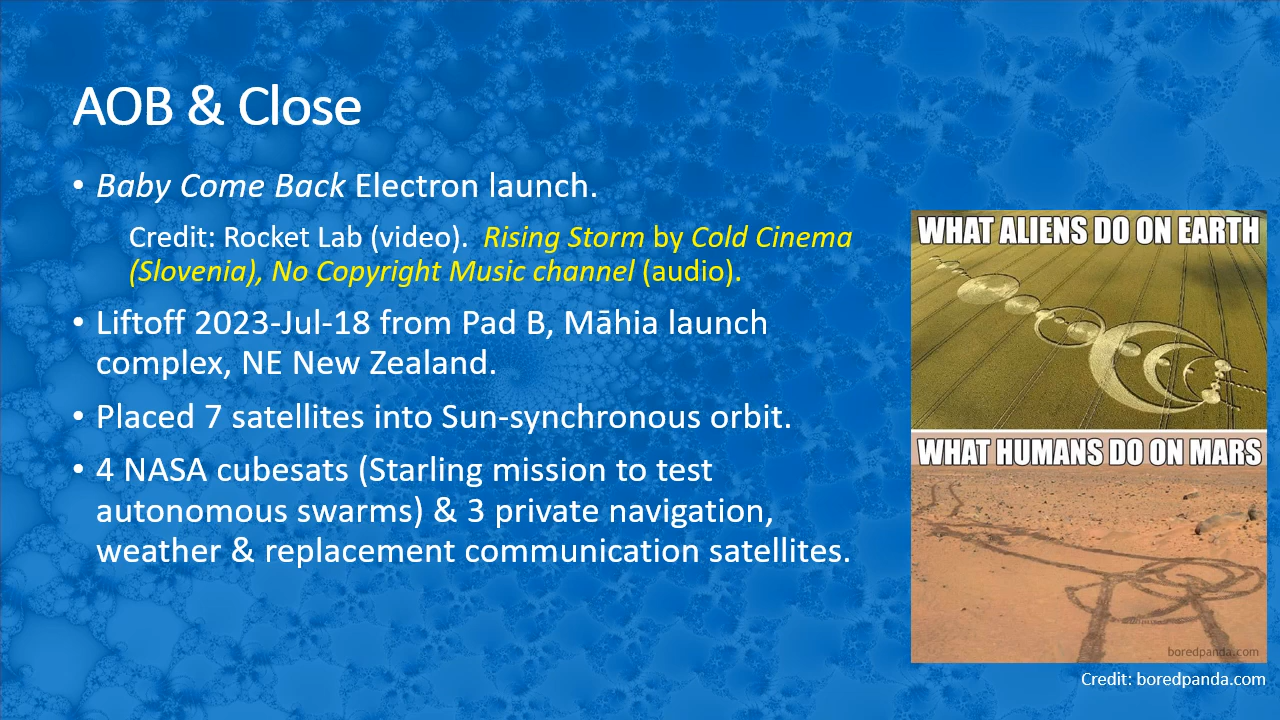 AOB & Close
• Baby Come Back Electron launch.
Credit: Rocket Lab (video).  Rising Storm by Cold Cinema
(Slovenia), No Copyright Music channel (audio).
• Liftoff 2023-Jul-18 from Pad B, Māhia launch
complex, NE New Zealand.
• Placed 7 satellites into Sun-synchronous orbit.
• 4 NASA cubesats (Starling mission to test
autonomous swarms) & 3 private navigation,
weather & replacement communication satellites.
WHAT ALIENS DO ON EARTH
WHAT HUMANS DO ON MARS
boredpanda.com
Credit: boredpanda.com